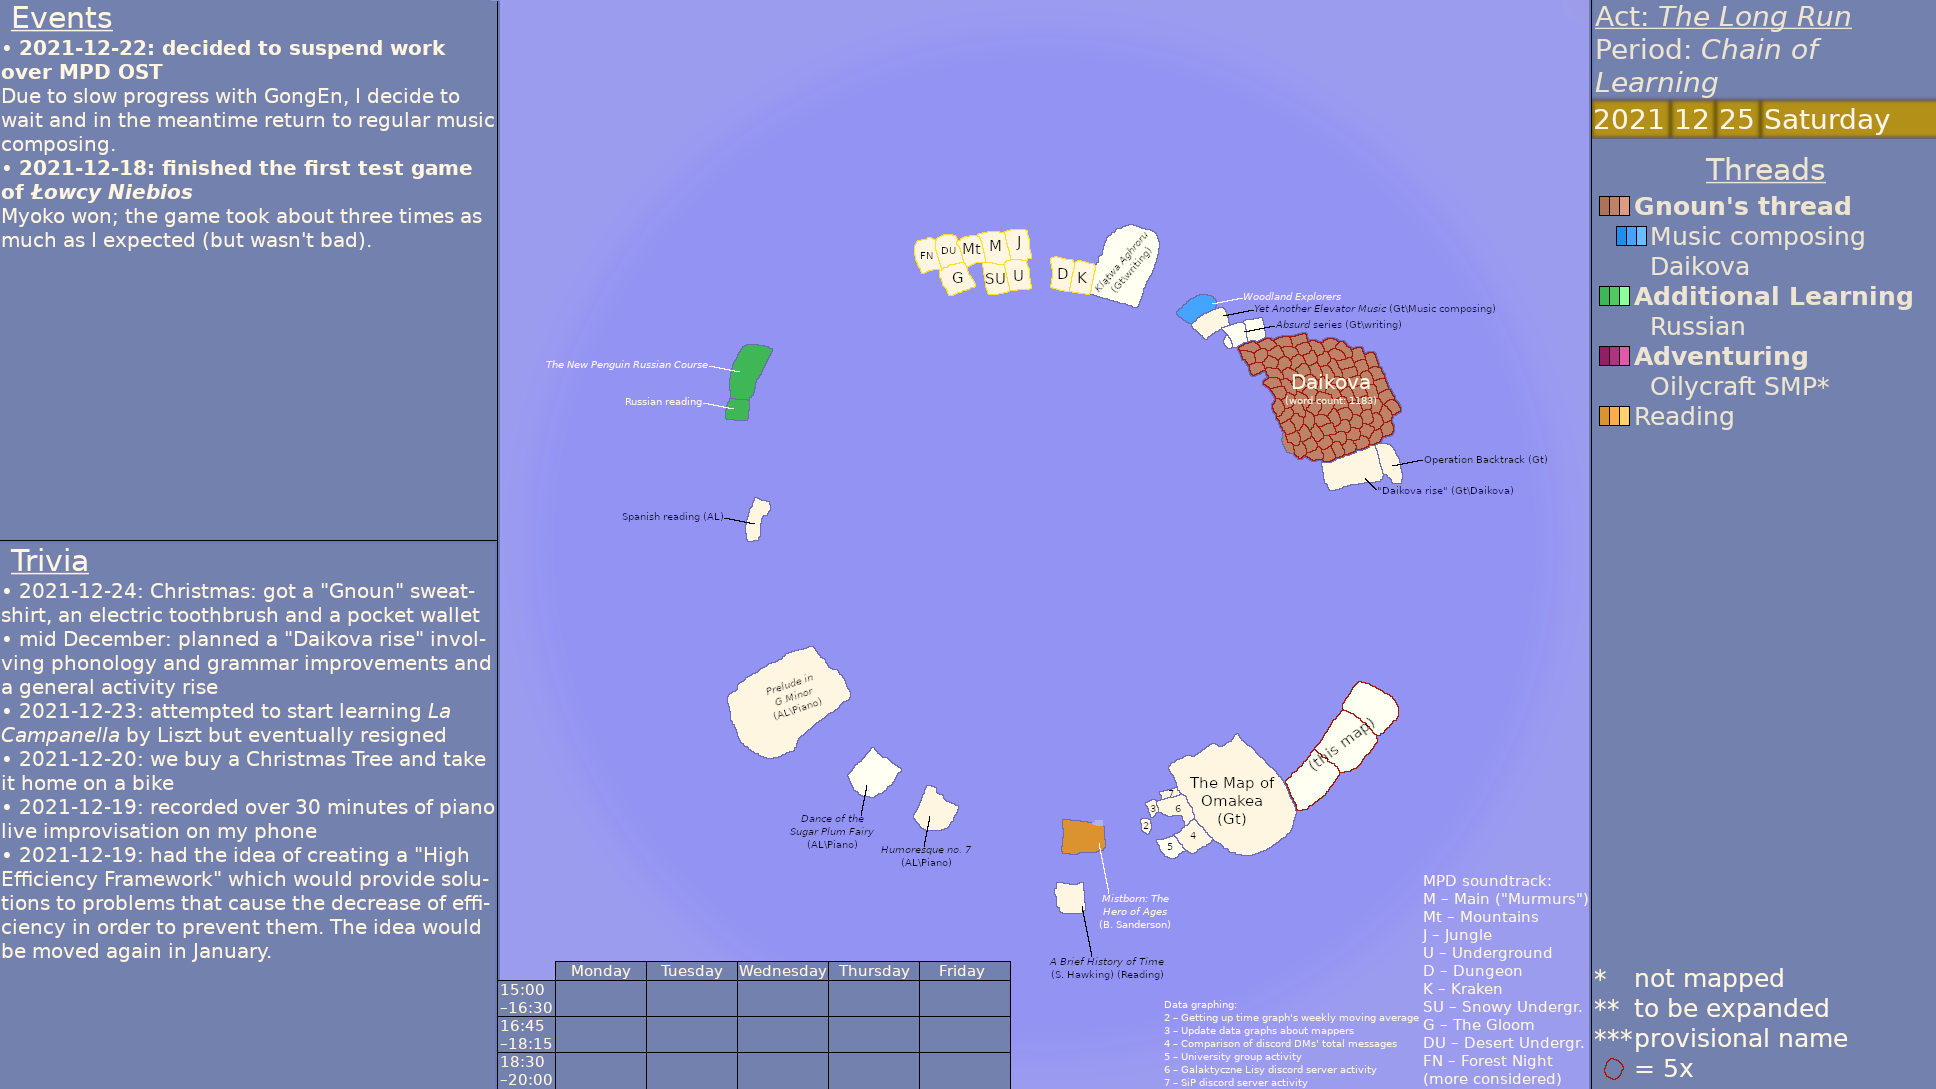 Events
• 2021-12-22: decided to suspend work
over MPD OST
Due to slow progress with GongEn, I decide to
wait and in the meantime return to regular music
composing.
• 2021-12-18: finished the first test game
of Łowcy Niebios
Myoko won; the game took about three times as
much as I expected (but wasn't bad).
Trivia
• 2021-12-24: Christmas: got a "Gnoun" sweat-
shirt, an electric toothbrush and a pocket wallet
• mid December: planned a "Daikova rise" invol-
ving phonology and grammar improvements and
a general activity rise
• 2021-12-23: attempted to start learning La
Campanella by Liszt but eventually resigned
• 2021-12-20: we buy a Christmas Tree and take
it home on a bike
• 2021-12-19: recorded over 30 minutes of piano
live improvisation on my phone
• 2021-12-19: had the idea of creating a "High
Efficiency Framework" which would provide solu-
tions to problems that cause the decrease of effi-
ciency in order to prevent them. The idea would
be moved again in January.
FN DU Mt M J
G SU U
D K
Klątwa Aghroru
(Gt\writing)
Woodland Explorers
Yet Another Elevator Music (Gt\Music composing)
Absurd series (Gt\writing)
Daikova
(word count: 1183)
Operation Backtrack (Gt)
"Daikova rise" (Gt\Daikova)
The New Penguin Russian Course
Russian reading
Spanish reading (AL)
Prelude in
G Minor
(AL\Piano)
Dance of the
Sugar Plum Fairy
(AL\Piano)
Humoresque no. 7
(AL\Piano)
(this map)
The Map of
Omakea
(Gt)
7
3 6
2
4
5
Mistborn: The
Hero of Ages
(B. Sanderson)
A Brief History of Time
(S. Hawking) (Reading)
Monday Tuesday Wednesday Thursday Friday
15:00
–16:30
16:45
–18:15
18:30
–20:00
Data graphing:
2 – Getting up time graph's weekly moving average
3 – Update data graphs about mappers
4 – Comparison of discord DMs' total messages
5 – University group activity
6 – Galaktyczne Lisy discord server activity
7 – SiP discord server activity
MPD soundtrack:
M – Main ("Murmurs")
Mt – Mountains
J – Jungle
U – Underground
D – Dungeon
K – Kraken
SU – Snowy Undergr.
G – The Gloom
DU – Desert Undergr.
FN – Forest Night
(more considered)
Act: The Long Run
Period: Chain of
Learning
2021 12 25 Saturday
Threads
Gnoun's thread
Music composing
Daikova
Additional Learning
Russian
Adventuring
Oilycraft SMP*
Reading
* not mapped
** to be expanded
*** provisional name
= 5x